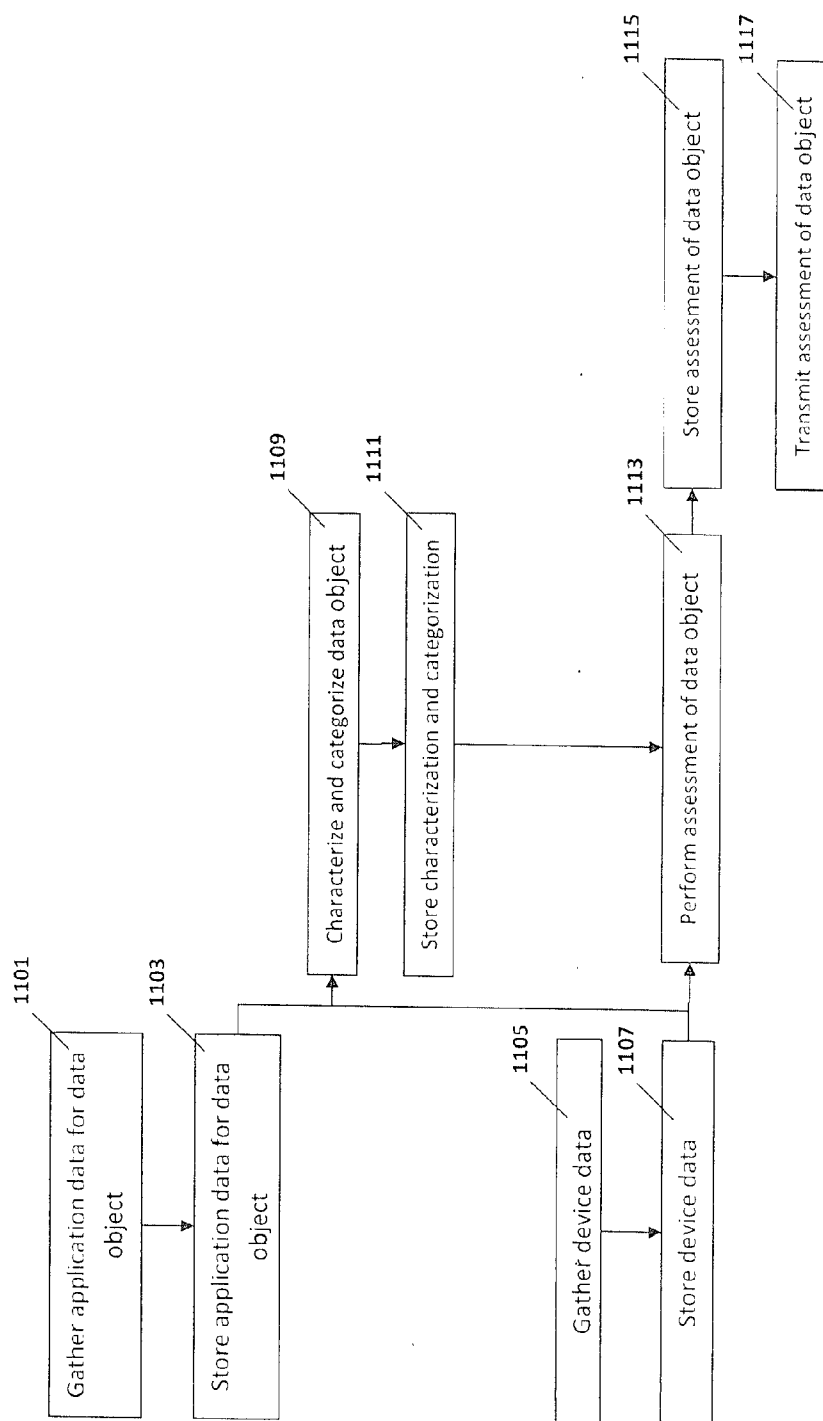 1101
Gather application data for data
object
1103
Store application data for data
object
1105
Gather device data
1107
Store device data
1109
Characterize and categorize data object
1111
Store characterization and categorization
1113
Perform assessment of data object
1115
Store assessment of data object
1117
Transmit assessment of data object